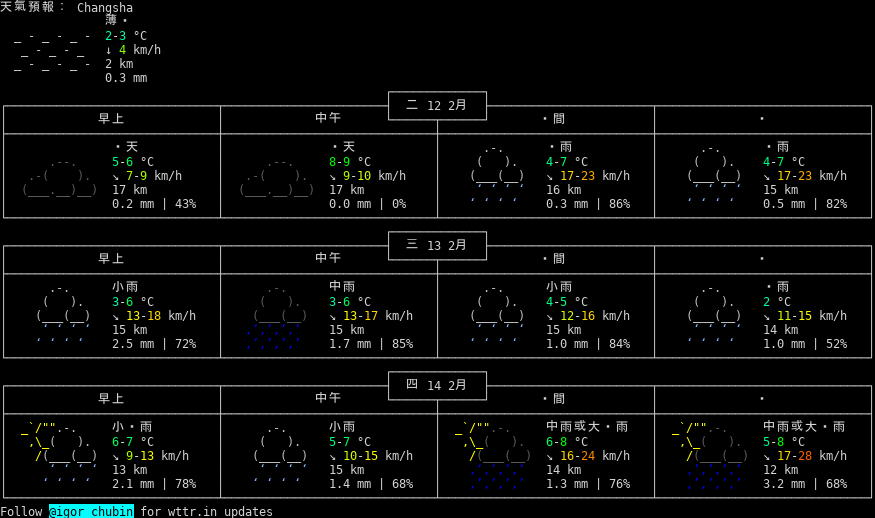 天氣預報： Changsha
薄・
2-3 °C
↓ 4 km/h
2 km
0.3 mm
二 12 2月
早上 中午 ・間 ・
・天 ・天 ・雨 ・雨
5-6 °C 8-9 °C 4-7 °C 4-7 °C
↘ 7-9 km/h ↘ 9-10 km/h ↘ 17-23 km/h ↘ 17-23 km/h
17 km 17 km 16 km 15 km
0.2 mm | 43% 0.0 mm | 0% 0.3 mm | 86% 0.5 mm | 82%
三 13 2月
早上 中午 ・間 ・
小雨 中雨 小雨 ・雨
3-6 °C 3-6 °C 4-5 °C 2 °C
↘ 13-18 km/h ↘ 13-17 km/h ↘ 12-16 km/h ↘ 11-15 km/h
15 km 15 km 15 km 14 km
2.5 mm | 72% 1.7 mm | 85% 1.0 mm | 84% 1.0 mm | 52%
四 14 2月
早上 中午 ・間 ・
小・雨 小雨 中雨或大・雨 中雨或大・雨
6-7 °C 5-7 °C 6-8 °C 5-8 °C
↘ 9-13 km/h ↘ 10-15 km/h ↘ 16-24 km/h ↘ 17-28 km/h
13 km 15 km 14 km 12 km
2.1 mm | 78% 1.4 mm | 68% 1.3 mm | 76% 3.2 mm | 68%
Follow @igor_chubin for wttr.in updates